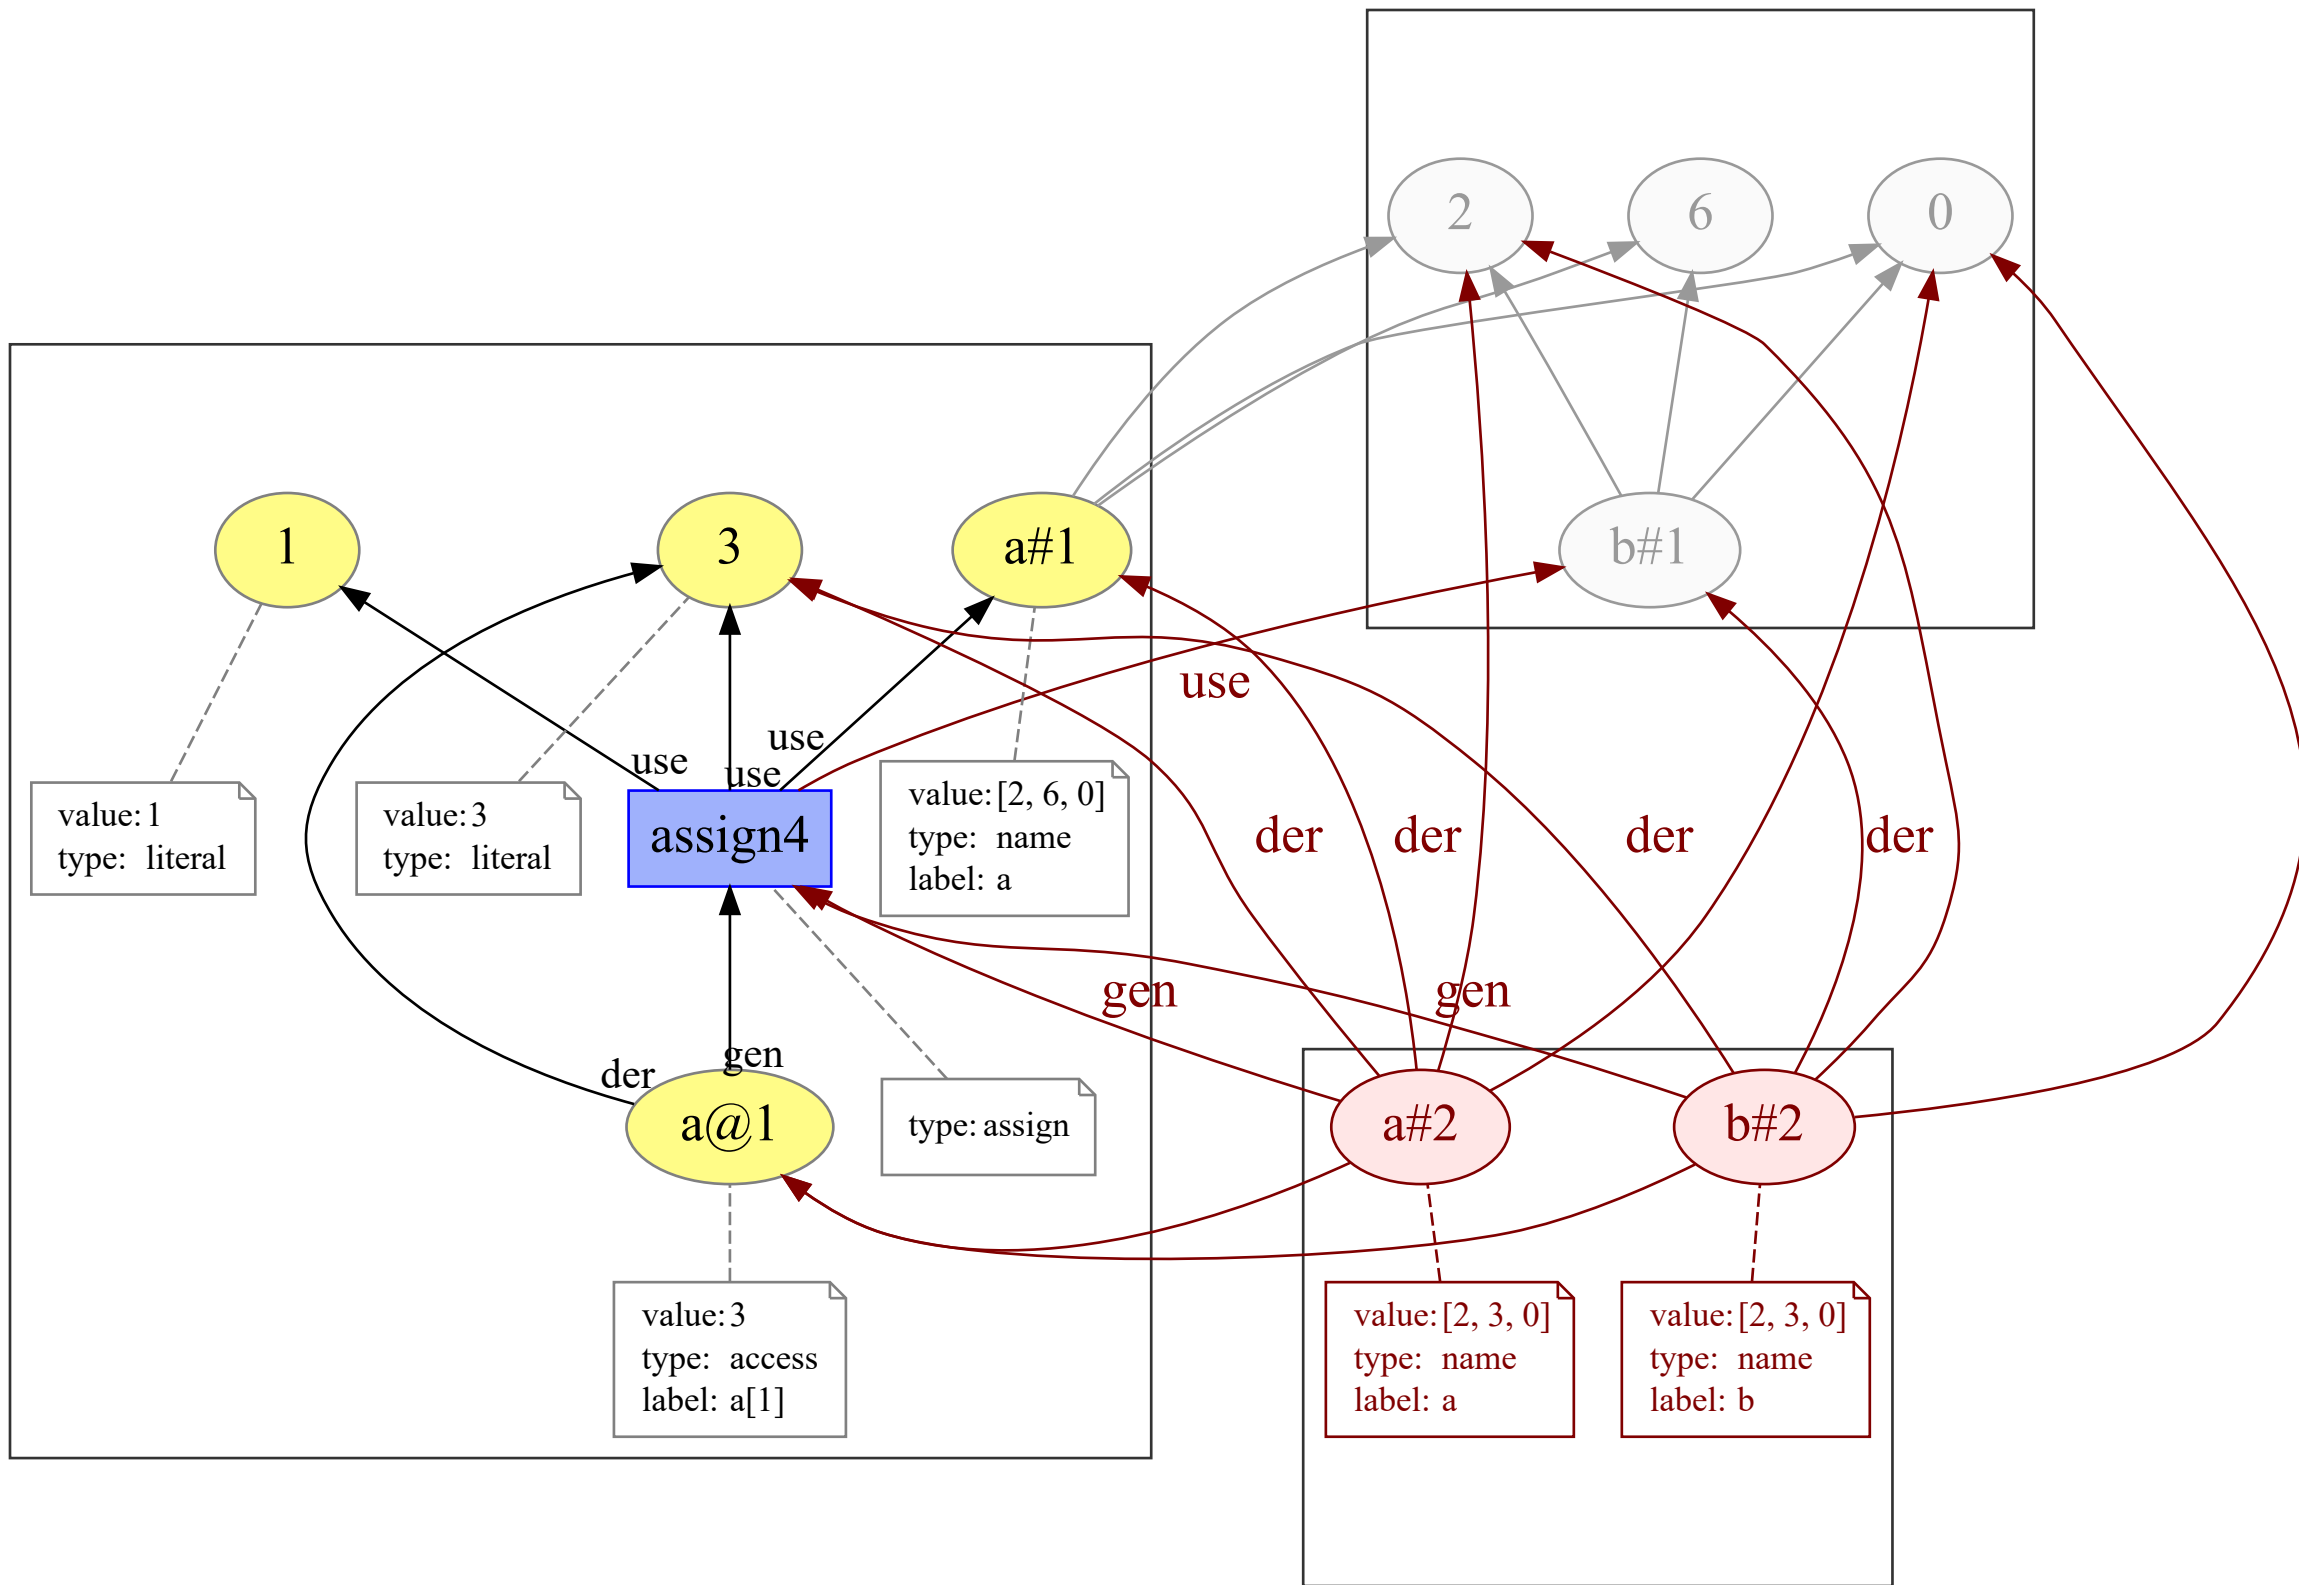 2
6
0
1
3
a#1
b#1
use
use
use
use
value: 1
type: literal
value: 3
type: literal
assign4
value: [2, 6, 0]
type: name
label: a
der
der
der
der
gen
gen
der
gen
a@1
type: assign
a#2
b#2
value: 3
type: access
label: a[1]
value: [2, 3, 0]
type: name
label: a
value: [2, 3, 0]
type: name
label: b